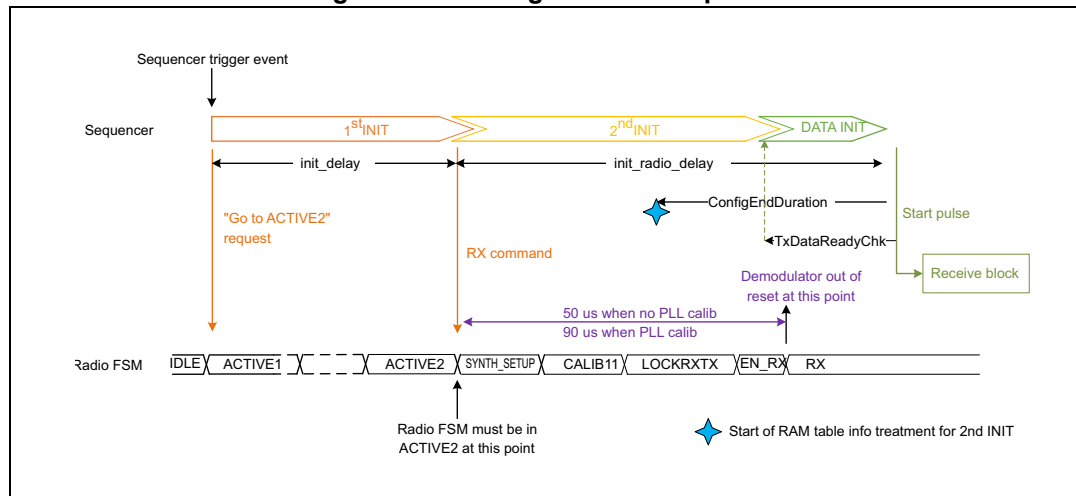 Sequencer trigger event
Sequencer
1st INIT
2nd INIT
DATA INIT
init_delay
init_radio_delay
ConfigEndDuration
"Go to ACTIVE2"
request
Start pulse
TxDataReadyChk
RX command
Receive block
Demodulator out of
reset at this point
50 us when no PLL calib
90 us when PLL calib
Radio FSM
IDLE
ACTIVE1
ACTIVE2
SYNTH_SETUP
CALIB11
LOCKRXTX
EN_RX
RX
Radio FSM must be in
ACTIVE2 at this point
Start of RAM table info treatment for 2nd INIT